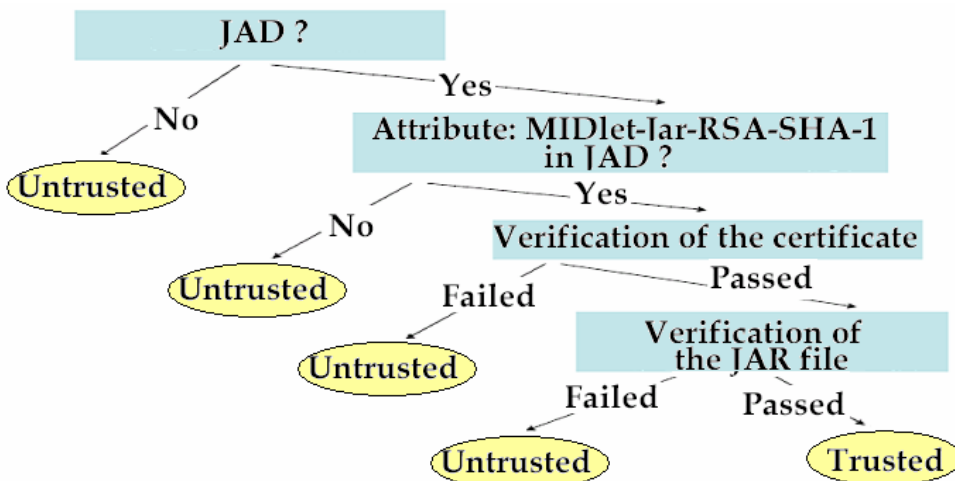 JAD ?
No
Yes
Untrusted
Attribute: MIDlet-Jar-RSA-SHA-1
in JAD ?
No
Yes
Untrusted
Verification of the certificate
Failed
Passed
Untrusted
Verification of
the JAR file
Failed
Passed
Untrusted
Trusted